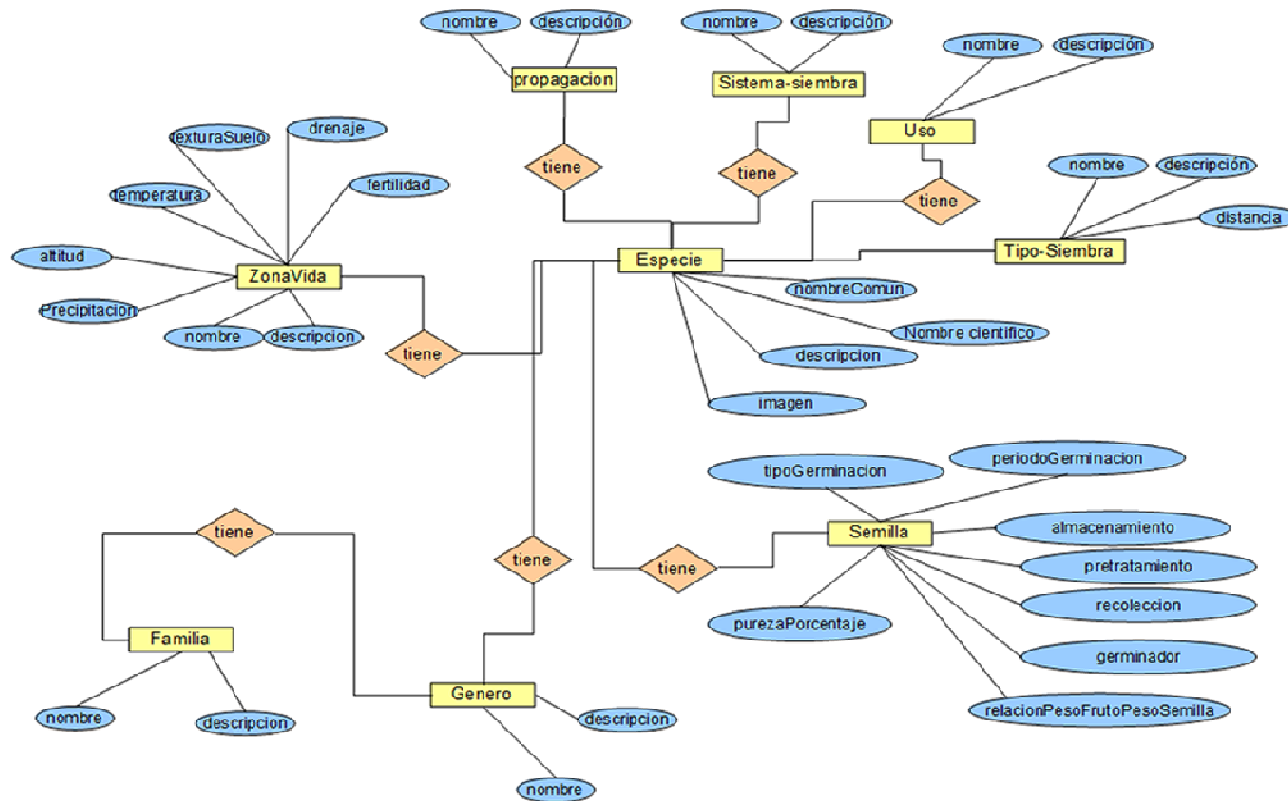 nombre
descripción
nombre
descripción
nombre
descripción
propagacion
Sistema-siembra
Uso
texturaSuelo
drenaje
temperatura
fertilidad
tiene
tiene
tiene
nombre
descripción
distancia
altitud
ZonaVida
Especie
Tipo-Siembra
Precipitacion
nombre
descripcion
nombreComun
Nombre cientifico
tiene
descripcion
imagen
tipoGerminacion
periodoGerminacion
tiene
Semilla
almacenamiento
tiene
tiene
pretratamiento
recoleccion
purezaPorcentaje
Familia
germinador
Genero
nombre
descripcion
descripcion
relacionPesoFrutoPesoSemilla
nombre